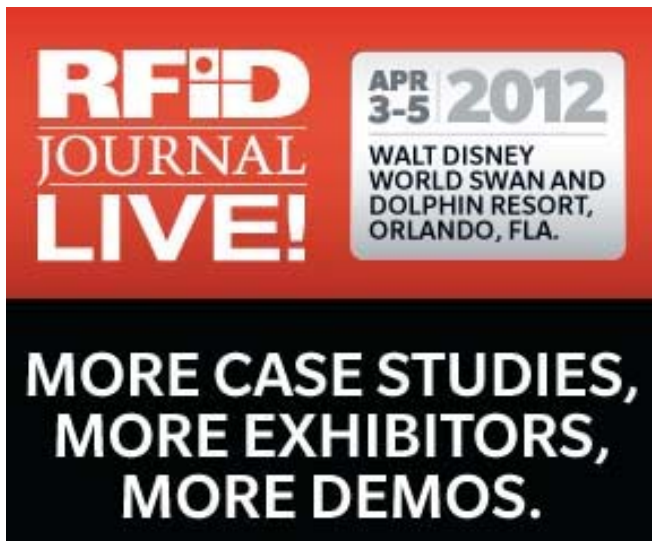 RFiD
JOURNAL
LIVE!
APR
3-5
2012
WALT DISNEY
WORLD SWAN AND
DOLPHIN RESORT,
ORLANDO, FLA.
MORE CASE STUDIES,
MORE EXHIBITORS,
MORE DEMOS.